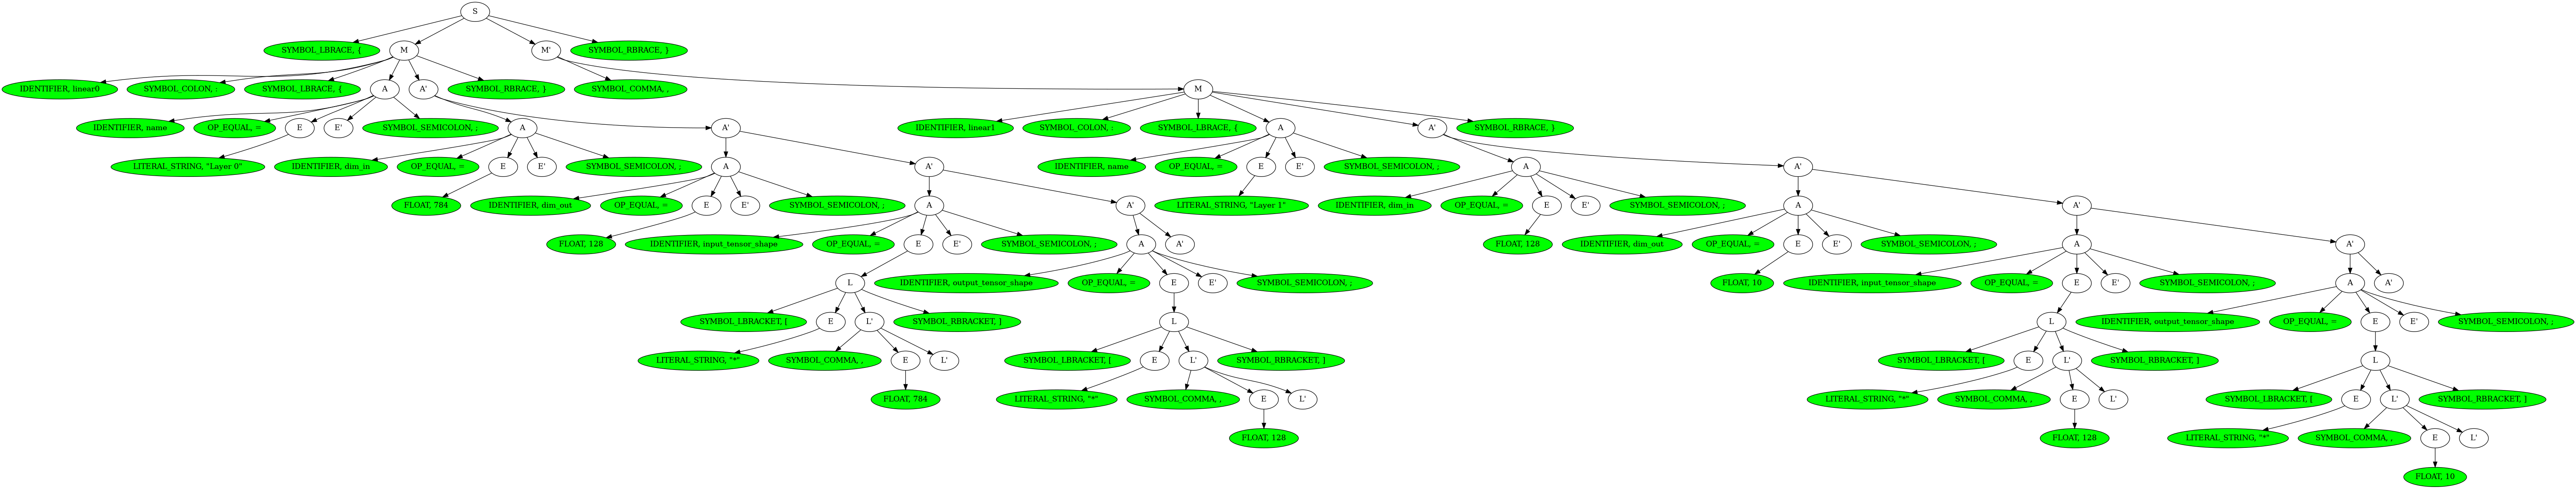 S
SYMBOL_LBRACE, {
M
M'
SYMBOL_RBRACE, }
IDENTIFIER, linear0
SYMBOL_COLON, :
SYMBOL_LBRACE, {
A
A'
SYMBOL_RBRACE, }
SYMBOL_COMMA, ,
M
IDENTIFIER, name
OP_EQUAL, =
E
E'
SYMBOL_SEMICOLON, ;
A
A'
IDENTIFIER, linear1
SYMBOL_COLON, :
SYMBOL_LBRACE, {
A
A'
SYMBOL_RBRACE, }
LITERAL_STRING, "Layer 0"
IDENTIFIER, dim_in
OP_EQUAL, =
E
E'
SYMBOL_SEMICOLON, ;
A
A'
IDENTIFIER, name
OP_EQUAL, =
E
E'
SYMBOL_SEMICOLON, ;
A
A'
FLOAT, 784
IDENTIFIER, dim_out
OP_EQUAL, =
E
E'
SYMBOL_SEMICOLON, ;
A
A'
LITERAL_STRING, "Layer 1"
IDENTIFIER, dim_in
OP_EQUAL, =
E
E'
SYMBOL_SEMICOLON, ;
A
A'
FLOAT, 128
IDENTIFIER, input_tensor_shape
OP_EQUAL, =
E
E'
SYMBOL_SEMICOLON, ;
A
A'
FLOAT, 128
IDENTIFIER, dim_out
OP_EQUAL, =
E
E'
SYMBOL_SEMICOLON, ;
A
A'
L
IDENTIFIER, output_tensor_shape
OP_EQUAL, =
E
E'
SYMBOL_SEMICOLON, ;
FLOAT, 10
IDENTIFIER, input_tensor_shape
OP_EQUAL, =
E
E'
SYMBOL_SEMICOLON, ;
A
A'
SYMBOL_LBRACKET, [
E
L'
SYMBOL_RBRACKET, ]
L
L
IDENTIFIER, output_tensor_shape
OP_EQUAL, =
E
E'
SYMBOL_SEMICOLON, ;
LITERAL_STRING, "*"
SYMBOL_COMMA, ,
E
L'
SYMBOL_LBRACKET, [
E
L'
SYMBOL_RBRACKET, ]
SYMBOL_LBRACKET, [
E
L'
SYMBOL_RBRACKET, ]
L
FLOAT, 784
LITERAL_STRING, "*"
SYMBOL_COMMA, ,
E
L'
LITERAL_STRING, "*"
SYMBOL_COMMA, ,
E
L'
SYMBOL_LBRACKET, [
E
L'
SYMBOL_RBRACKET, ]
FLOAT, 128
FLOAT, 128
LITERAL_STRING, "*"
SYMBOL_COMMA, ,
E
L'
FLOAT, 10